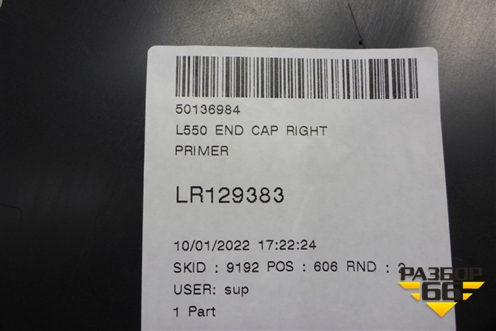 50136984
L550 END CAP RIGHT
PRIMER
LR129383
10/01/2022 17:22:24
SKID : 9192 POS : 606 RND :
USER: sup
1 Part
РАЗБОР
66